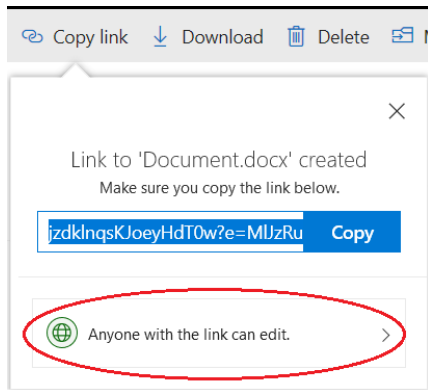 Copy link Download Delete
Link to 'Document.docx' created
Make sure you copy the link below.
jzdklnqsKJoeyHdT0w?e=MlJzRu Copy
Anyone with the link can edit.